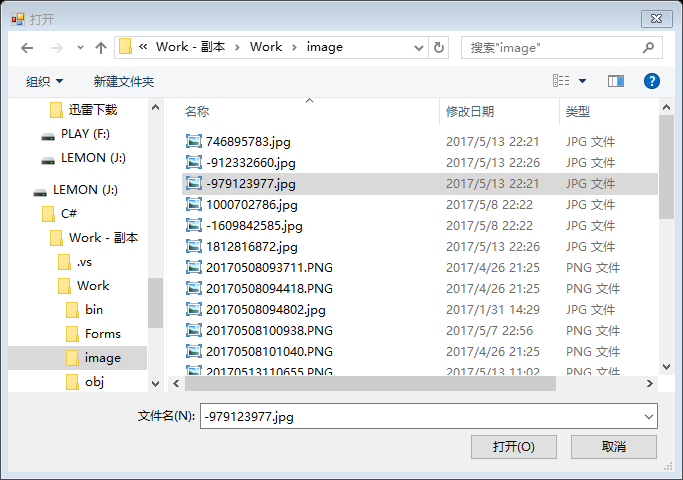 打开
« Work - 副本 › Work › image
搜索"image"
组织
新建文件夹
迅雷下载
PLAY (F:)
LEMON (J:)
LEMON (J:)
C#
Work - 副本
.vs
Work
bin
Forms
image
obj
名称 修改日期 类型
746895783.jpg 2017/5/13 22:21 JPG 文件
-912332660.jpg 2017/5/13 22:26 JPG 文件
-979123977.jpg 2017/5/13 22:21 JPG 文件
1000702786.jpg 2017/5/8 22:22 JPG 文件
-1609842585.jpg 2017/5/8 22:22 JPG 文件
1812816872.jpg 2017/5/13 22:26 JPG 文件
20170508093711.PNG 2017/4/26 21:25 PNG 文件
20170508094418.PNG 2017/4/26 21:25 PNG 文件
20170508094802.jpg 2017/1/31 14:29 JPG 文件
20170508100938.PNG 2017/5/7 22:56 PNG 文件
20170508101040.PNG 2017/4/26 21:25 PNG 文件
20170513110655.PNG 2017/5/13 11:02 PNG 文件
文件名(N): -979123977.jpg
打开(O) 取消